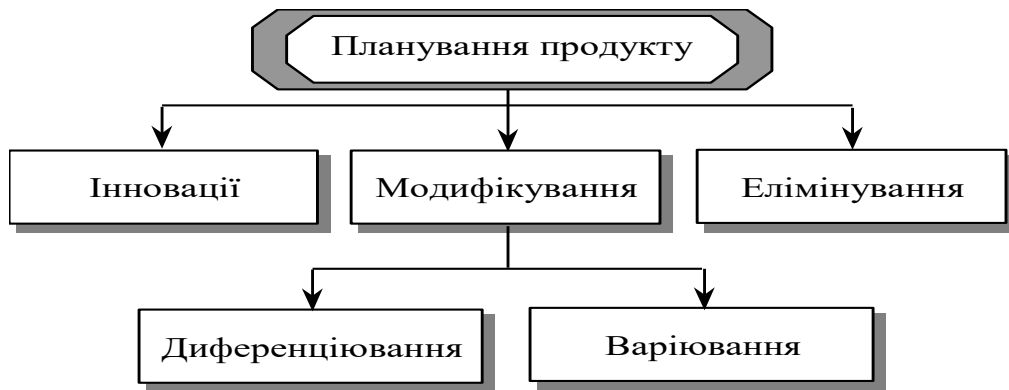 Планування продукту
Інновації
Модифікування
Елімінування
Диференціювання
Варіювання